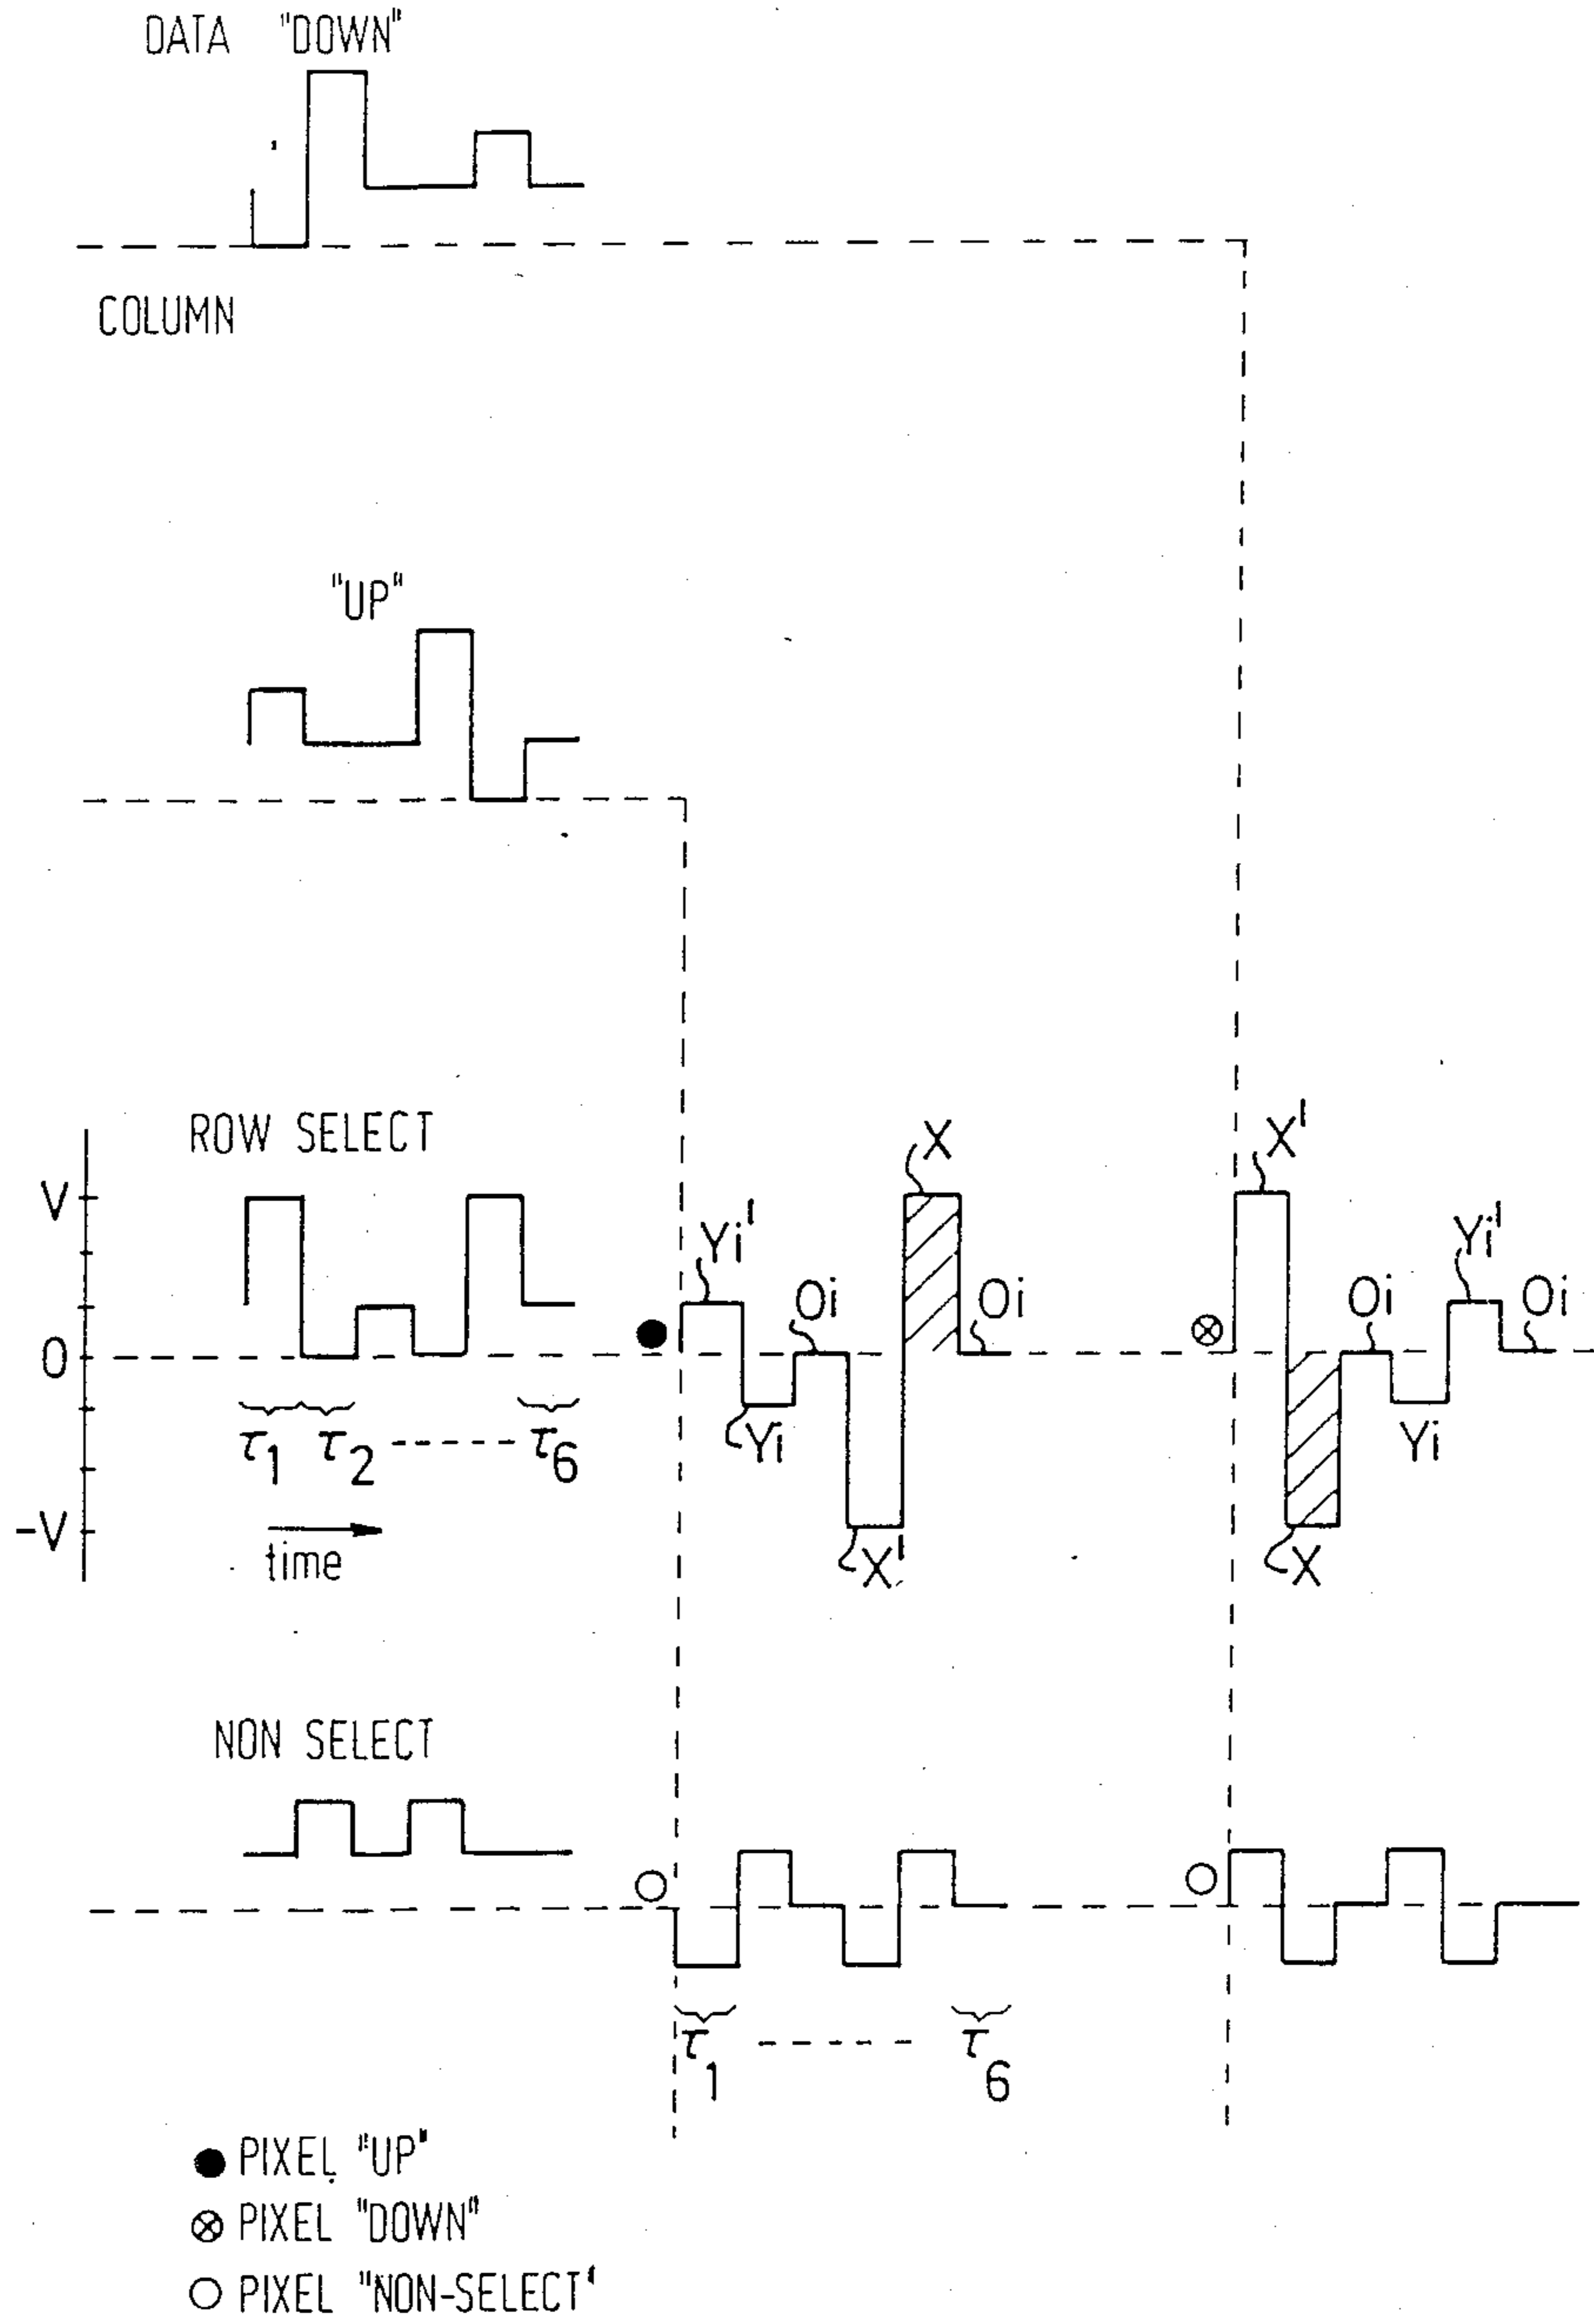 DATA "DOWN"
COLUMN
"UP"
ROW SELECT
V
0
-V
τ1 τ2 ------ τ6
time
Yi'
Yi
Oi
X'
X
Oi
X'
X
Oi
Yi
Yi'
Oi
NON SELECT
τ1 ---- τ6
● PIXEL "UP"
⊗ PIXEL "DOWN"
○ PIXEL "NON-SELECT"